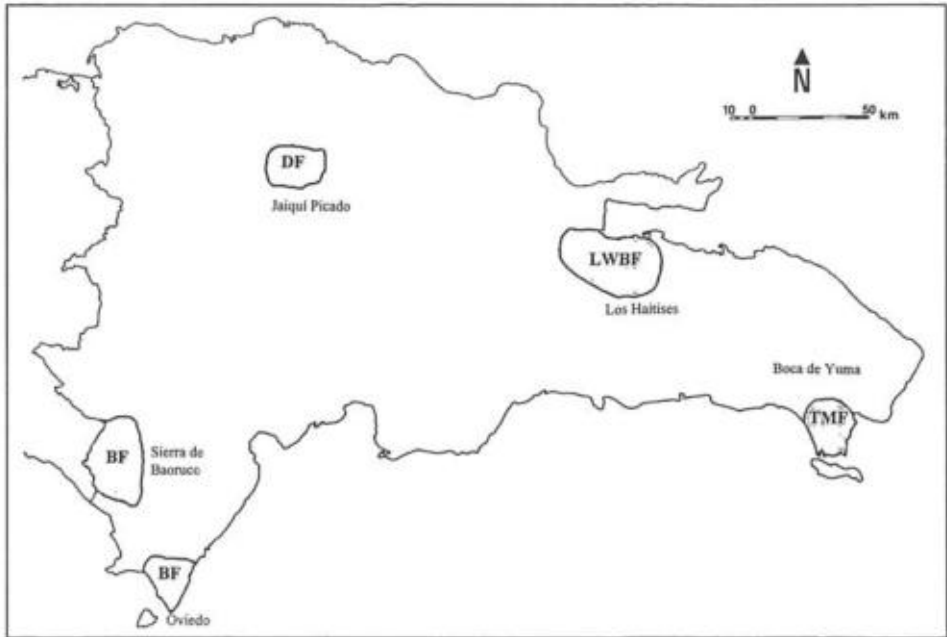 N
10 0 50 km
DF
Jaiquí Picado
LWBF
Los Haitises
Boca de Yuma
TMF
BF
Sierra de
Baoruco
BF
Oviedo